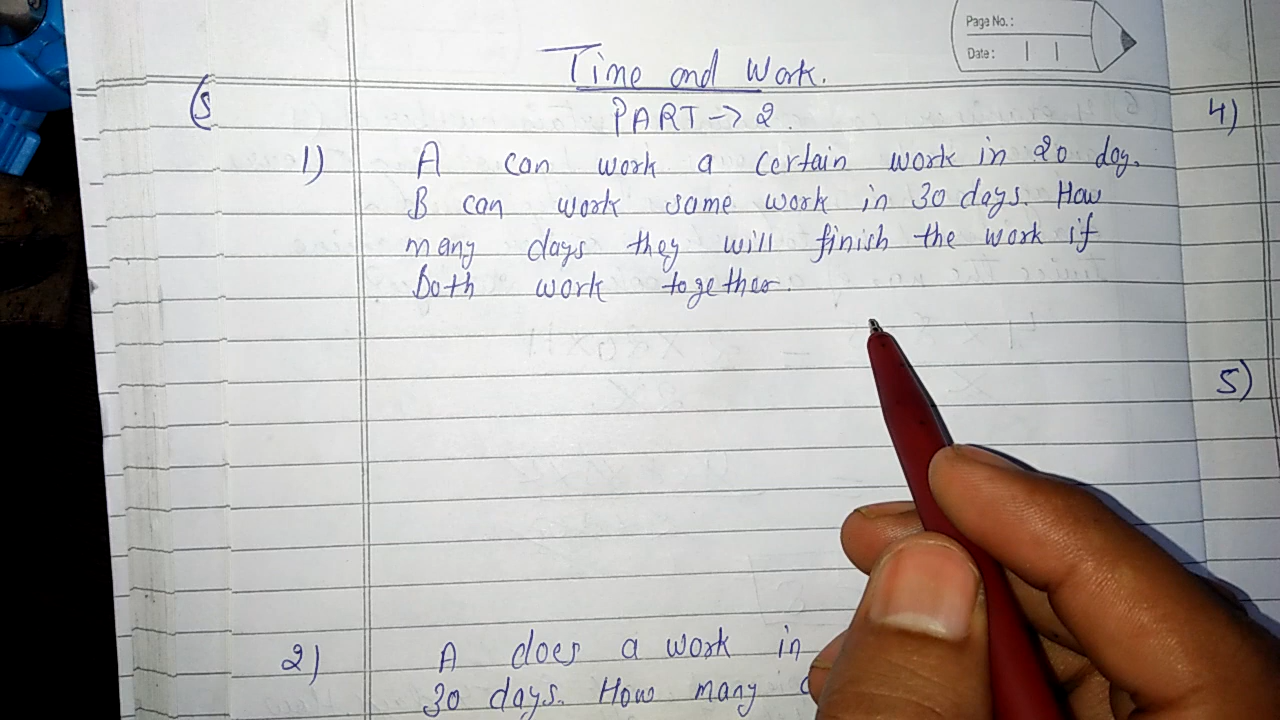 Page No.:
Date:
Time and Work.
PART → 2.
1) A can work a certain work in 20 day.
B can work same work in 30 days. How
many days they will finish the work if
both work together.
2) A does a work in
30 days. How many
4)
5)